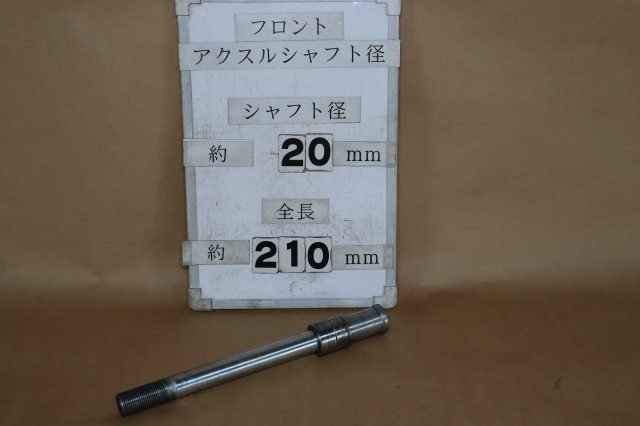 フロント
アクスルシャフト径
シャフト径
約 20 mm
全長
約 210 mm